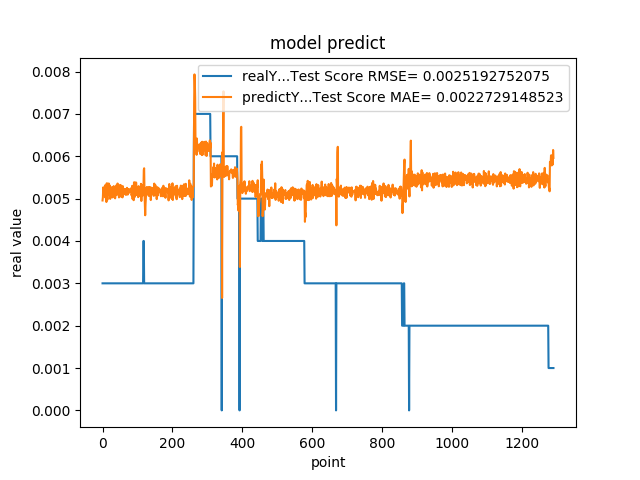 model predict
realY...Test Score RMSE= 0.0025192752075
predictY...Test Score MAE= 0.0022729148523
real value
0.008
0.007
0.006
0.005
0.004
0.003
0.002
0.001
0.000
0 200 400 600 800 1000 1200
point